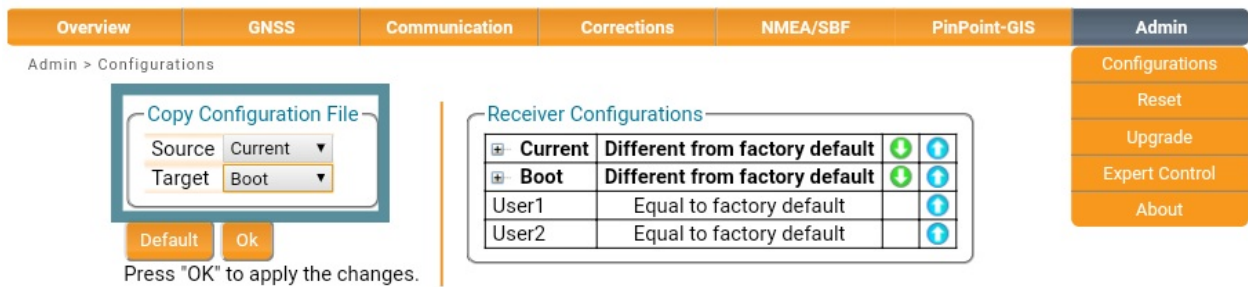 Overview GNSS Communication Corrections NMEA/SBF PinPoint-GIS Admin
Admin > Configurations
Configurations
Reset
Upgrade
Expert Control
About
Copy Configuration File
Source Current
Target Boot
Default Ok
Press "OK" to apply the changes.
Receiver Configurations
Current Different from factory default
Boot Different from factory default
User1 Equal to factory default
User2 Equal to factory default